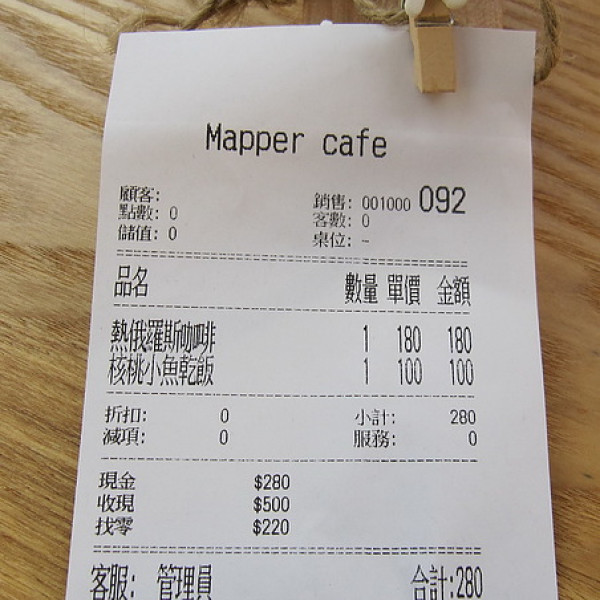 Mapper cafe
顧客:
點數: 0
儲值: 0
銷售: 001000 092
客數: 0
桌位: -
品名 數量 單價 金額
熱俄羅斯咖啡 1 180 180
核桃小魚乾飯 1 100 100
折扣: 0 小計: 280
減項: 0 服務: 0
現金 $280
收現 $500
找零 $220
客服: 管理員 合計:280